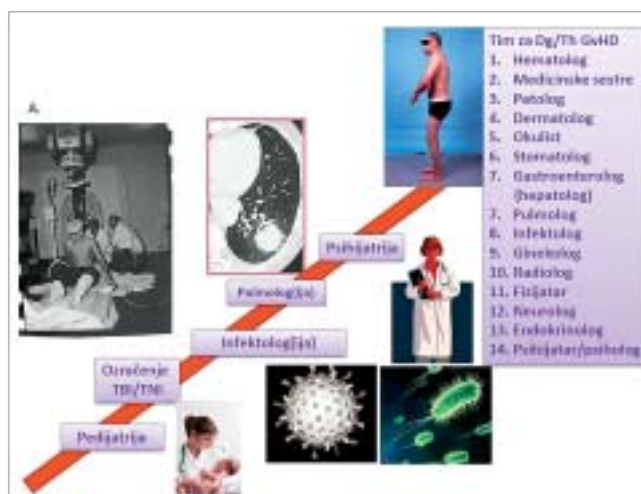 A.
Tim za Dg/Th GvHD
1. Hematolog
2. Medicinske sestre
3. Patolog
4. Dermatolog
5. Okulist
6. Stomatolog
7. Gastroenterolog
(hepatolog)
7. Pulmolog
8. Infektolog
9. Ginekolog
10. Radiolog
11. Fizijatar
12. Neurolog
13. Endokrinolog
14. Psihijatar/psiholog
Psihijatrija
Pulmolog(ija)
Infektolog(ija)
Ozračenje
TBI/TNI
Pedijatrija